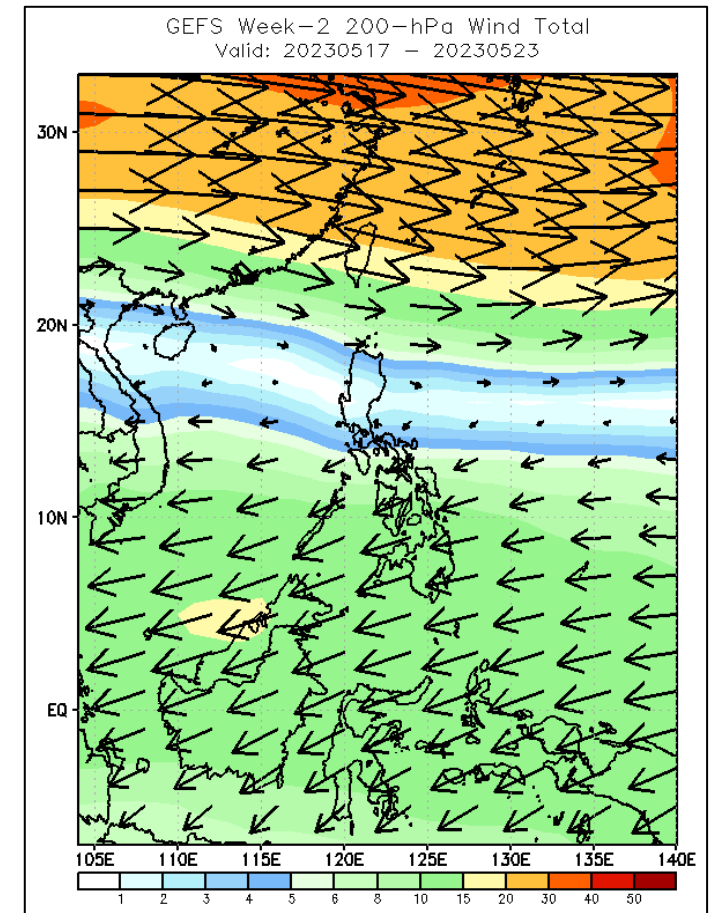 GEFS Week-2 200-hPa Wind Total
Valid: 20230517 - 20230523
30N
20N
10N
EQ
105E 110E 115E 120E 125E 130E 135E 140E
1 2 3 4 5 6 8 10 15 20 30 40 50